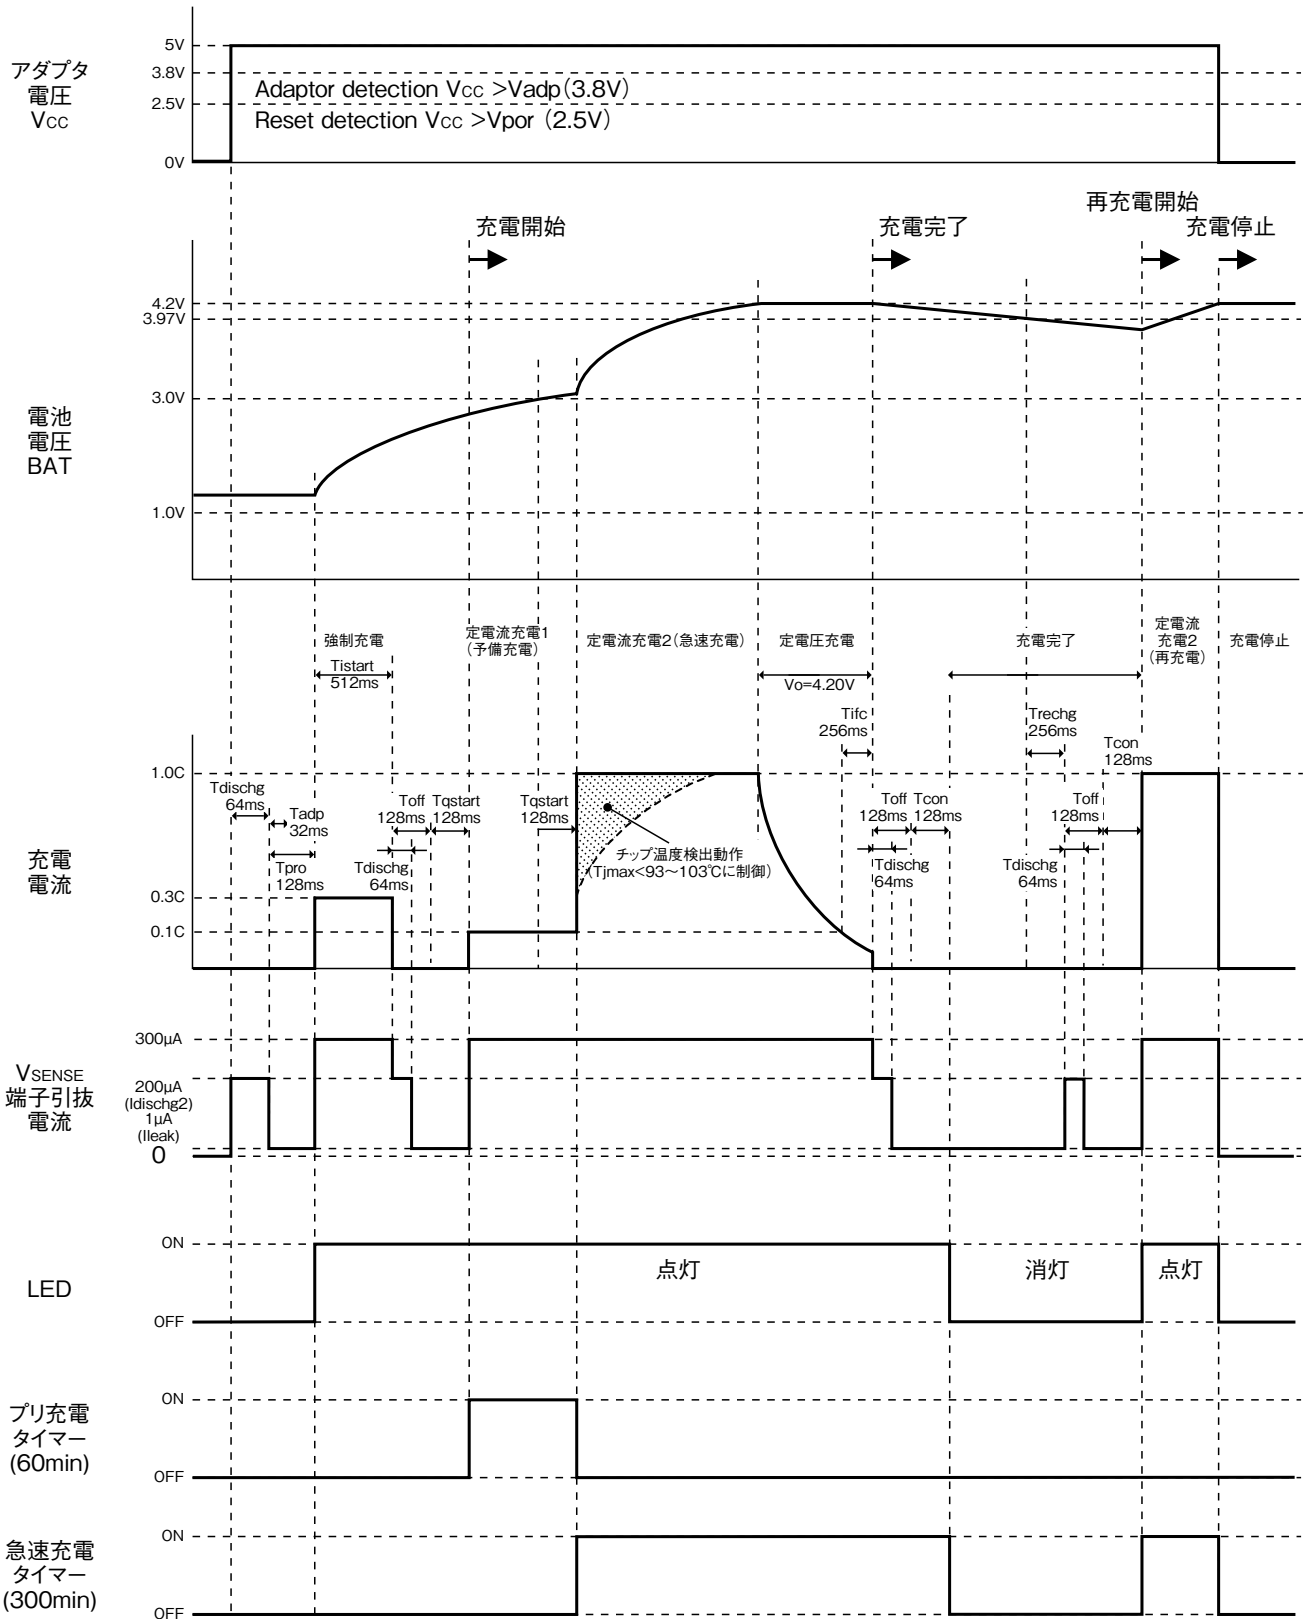 5V
アダプタ
電圧
VCC
3.8V
2.5V
0V
Adaptor detection VCC >Vadp(3.8V)
Reset detection VCC >Vpor (2.5V)
充電開始
充電完了
再充電開始
充電停止
電池
電圧
BAT
4.2V
3.97V
3.0V
1.0V
強制充電
Tistart
512ms
定電流充電1
(予備充電)
定電流充電2(急速充電)
定電圧充電
Vo=4.20V
充電完了
定電流
充電2
(再充電)
充電停止
充電
電流
1.0C
0.3C
0.1C
Tdischg
64ms
Tadp
32ms
Tpro
128ms
Toff
128ms
Tqstart
128ms
Tdischg
64ms
Tqstart
128ms
チップ温度検出動作
(Tjmax<93〜103℃に制御)
Tifc
256ms
Toff
128ms
Tcon
128ms
Tdischg
64ms
Trechg
256ms
Tcon
128ms
Toff
128ms
Tdischg
64ms
VSENSE
端子引抜
電流
300μA
200μA
(Idischg2)
1μA
(Ileak)
0
LED
ON
OFF
点灯
消灯
点灯
プリ充電
タイマー
(60min)
ON
OFF
急速充電
タイマー
(300min)
ON
OFF